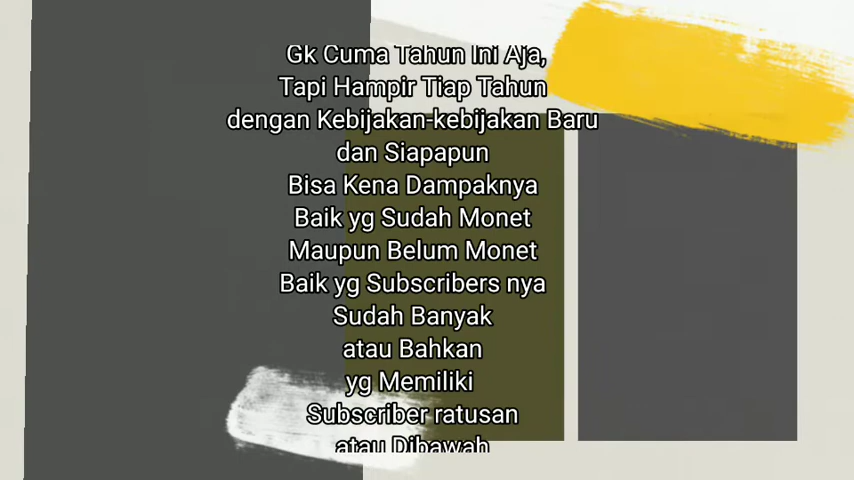 Gk Cuma Tahun Ini Aja,
Tapi Hampir Tiap Tahun
dengan Kebijakan-kebijakan Baru
dan Siapapun
Bisa Kena Dampaknya
Baik yg Sudah Monet
Maupun Belum Monet
Baik yg Subscribers nya
Sudah Banyak
atau Bahkan
yg Memiliki
Subscriber ratusan
atau Dibawah